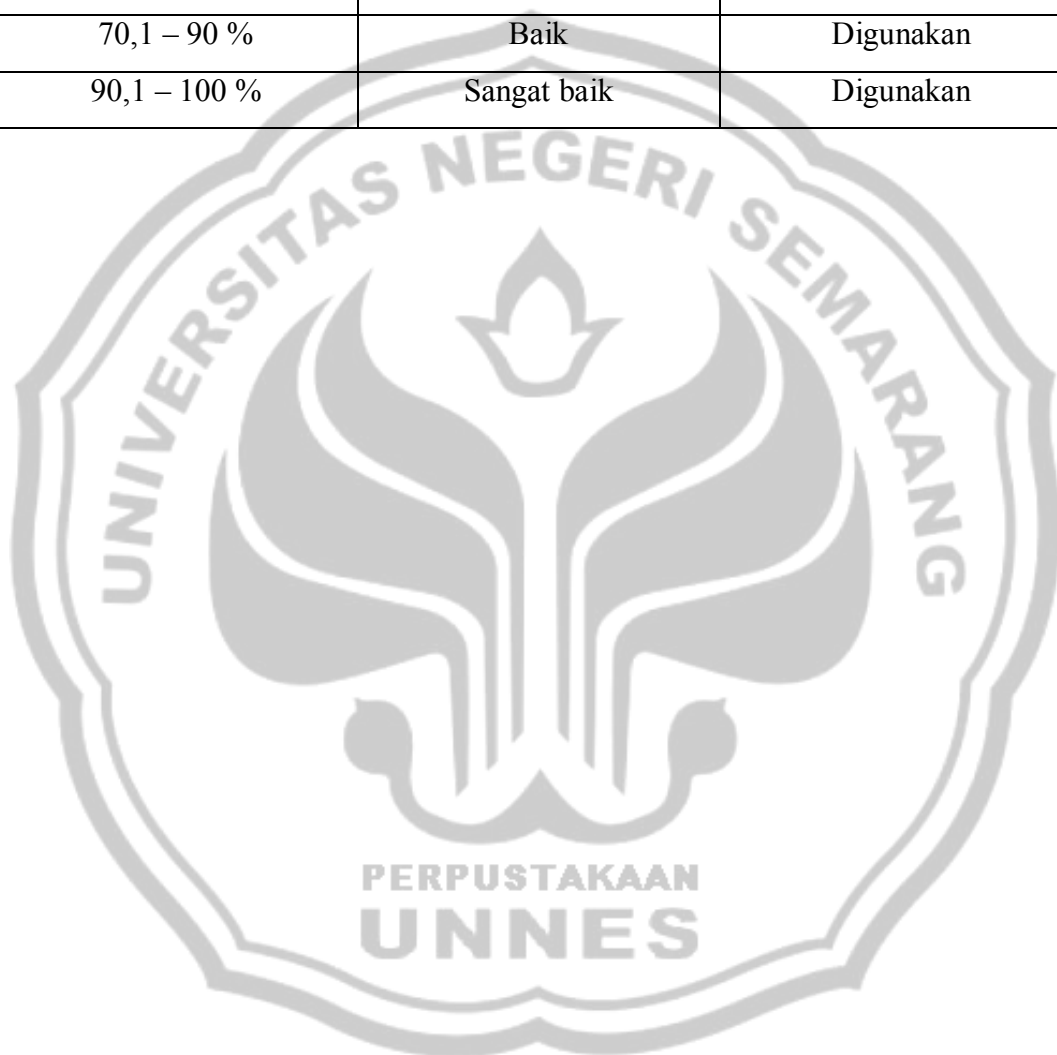 70,1 – 90 % Baik Digunakan
90,1 – 100 % Sangat baik Digunakan
UNIVERSITAS NEGERI SEMARANG
PERPUSTAKAAN
UNNES